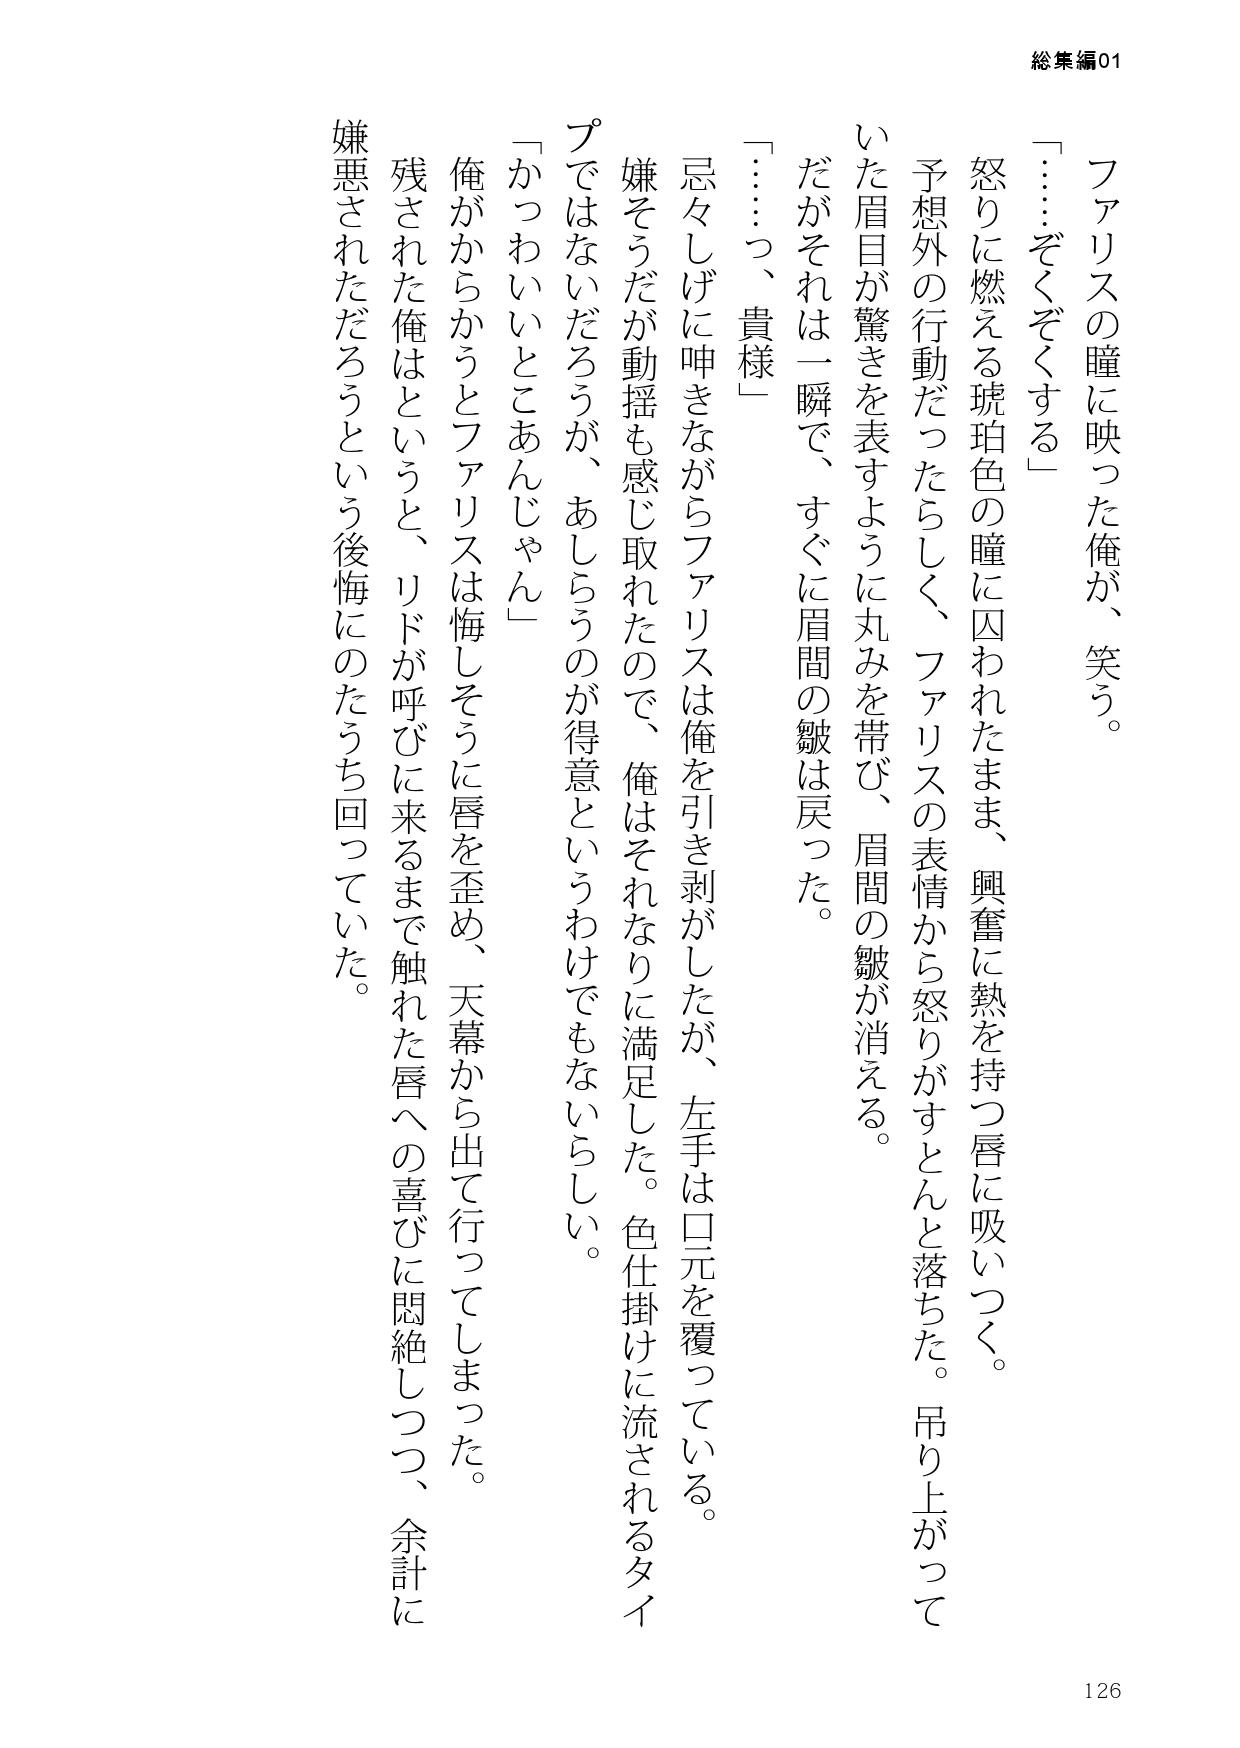 総集編01
ファリスの瞳に映った俺が、笑う。
「……ぞくぞくする」
怒りに燃える琥珀色の瞳に囚われたまま、興奮に熱を持つ唇に吸いつく。
予想外の行動だったらしく、ファリスの表情から怒りがすとんと落ちた。吊り上がって
いた眉目が驚きを表すように丸みを帯び、眉間の皺が消える。
だがそれは一瞬で、すぐに眉間の皺は戻った。
「……っ、貴様」
忌々しげに呻きながらファリスは俺を引き剥がしたが、左手は口元を覆っている。
嫌そうだが動揺も感じ取れたので、俺はそれなりに満足した。色仕掛けに流されるタイ
プではないだろうが、あしらうのが得意というわけでもないらしい。
「かっわいいとこあんじゃん」
俺がからかうとファリスは悔しそうに唇を歪め、天幕から出て行ってしまった。
残された俺はというと、リドが呼びに来るまで触れた唇への喜びに悶絶しつつ、余計に
嫌悪されただろうという後悔にのたうち回っていた。
126